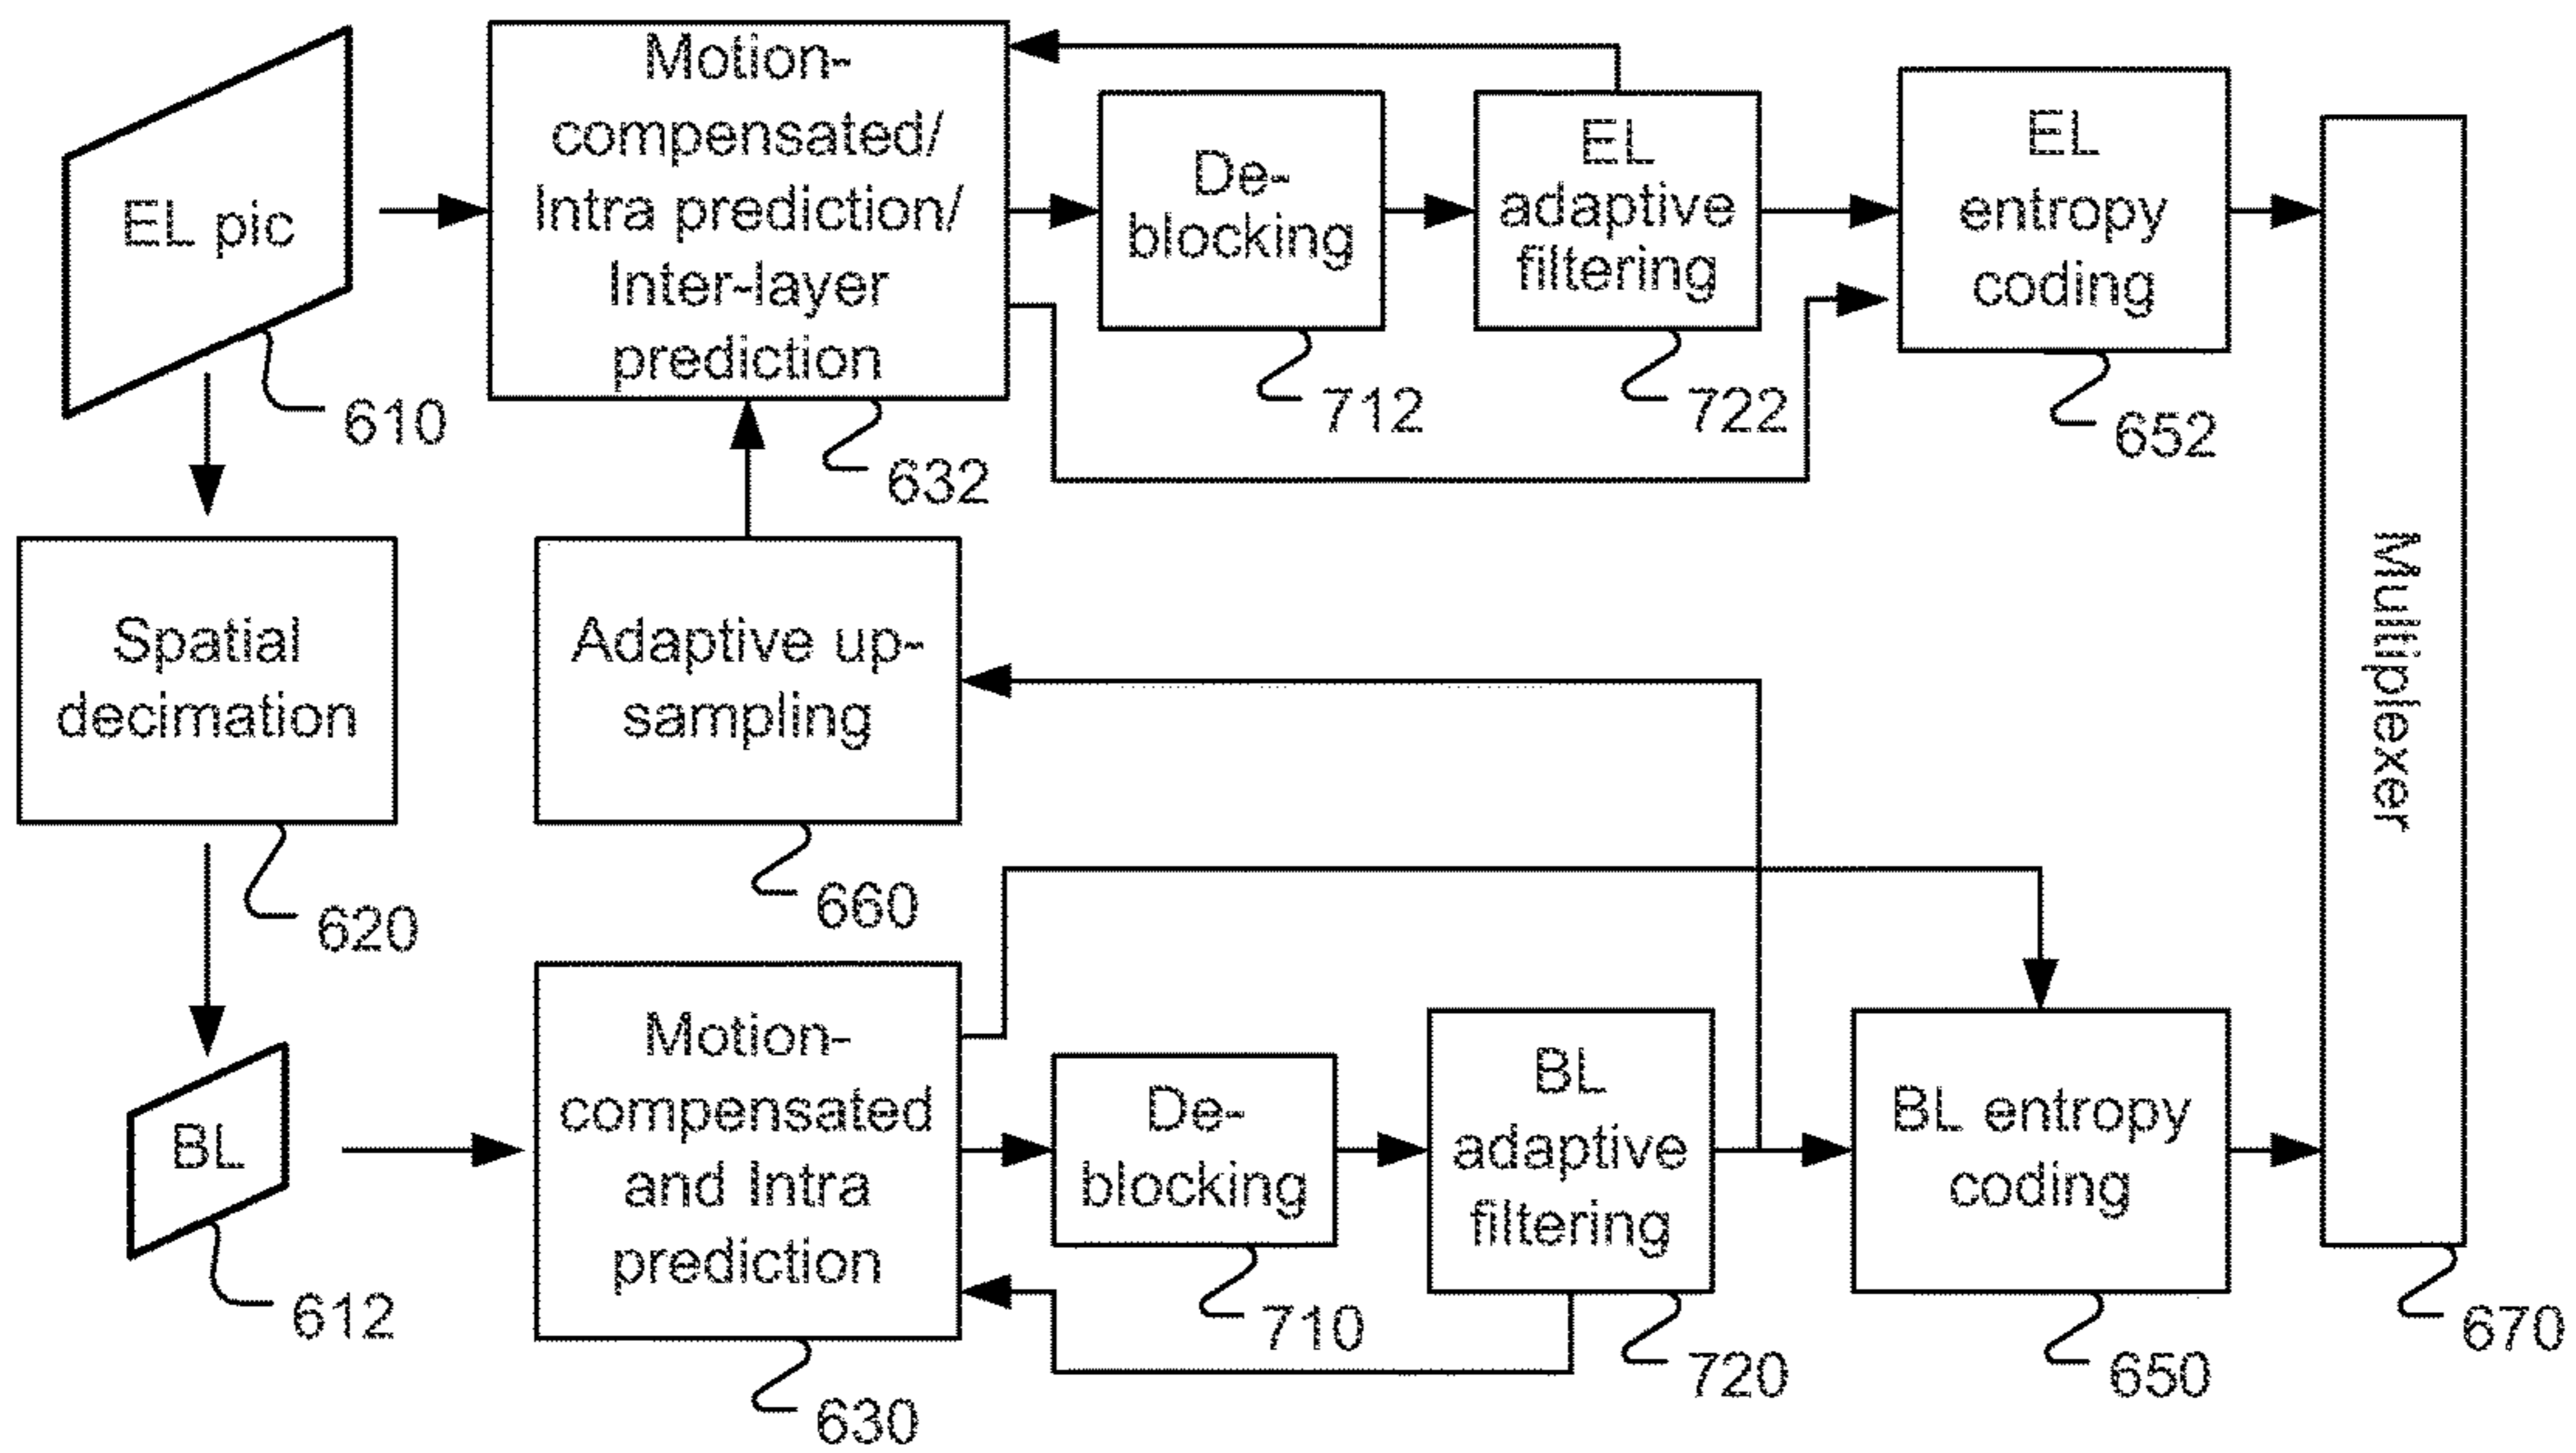 EL pic
610
Motion-
compensated/
Intra prediction/
Inter-layer
prediction
632
De-
blocking
712
EL
adaptive
filtering
722
EL
entropy
coding
652
Multiplexer
670
Spatial
decimation
620
Adaptive up-
sampling
660
BL
612
Motion-
compensated
and Intra
prediction
630
De-
blocking
710
BL
adaptive
filtering
720
BL entropy
coding
650